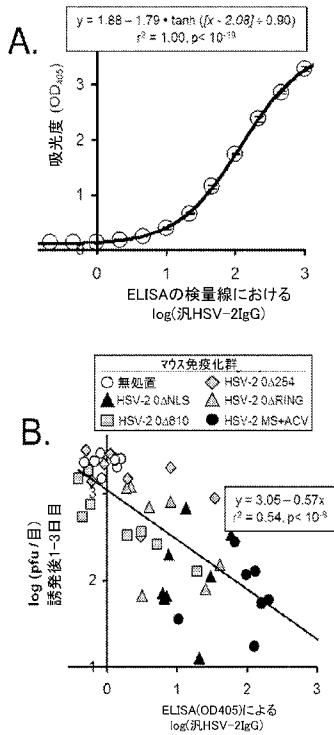 A.
y = 1.88 – 1.79 • tanh ([x - 2.08] ÷ 0.90)
r² = 1.00, p< 10⁻¹⁹
吸光度 (OD₄₀₅)
3
2
1
0
0 1 2 3
ELISAの検量線における
log(汎HSV-2IgG)
B.
マウス免疫化群
無処置
HSV-2 0Δ254
HSV-2 0ΔNLS
HSV-2 0ΔRING
HSV-2 0Δ810
HSV-2 MS+ACV
y = 3.05 – 0.57x
r² = 0.54, p<
log (pfu / 目)
誘発後1-3日目
3
2
1
0 1 2 3
ELISA(OD405)による
log(汎HSV-2IgG)